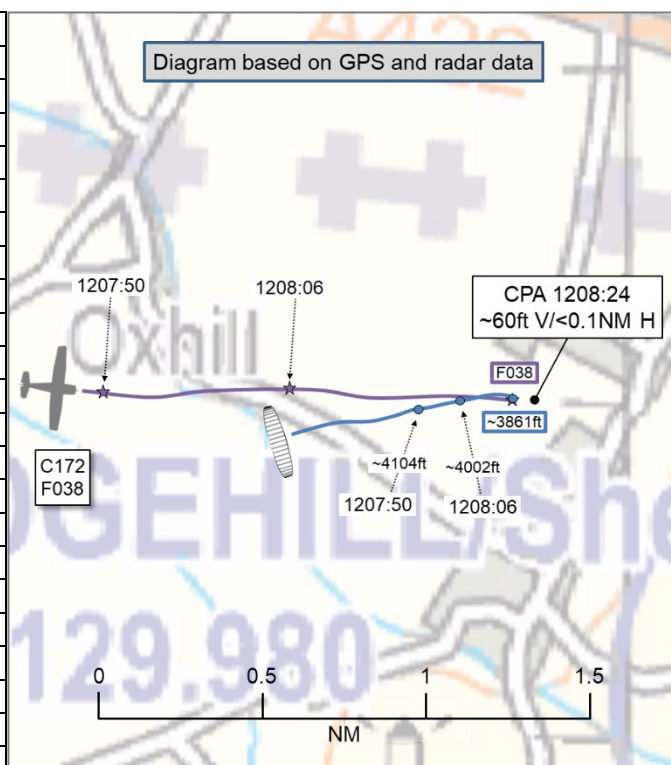 Diagram based on GPS and radar data
A422
1207:50
1208:06
CPA 1208:24
~60ft V/<0.1NM H
Oxhill
F038
~3861ft
C172
F038
~4104ft
~4002ft
1207:50
1208:06
DGEHILL/She
129.980
0 0.5 1 1.5
NM